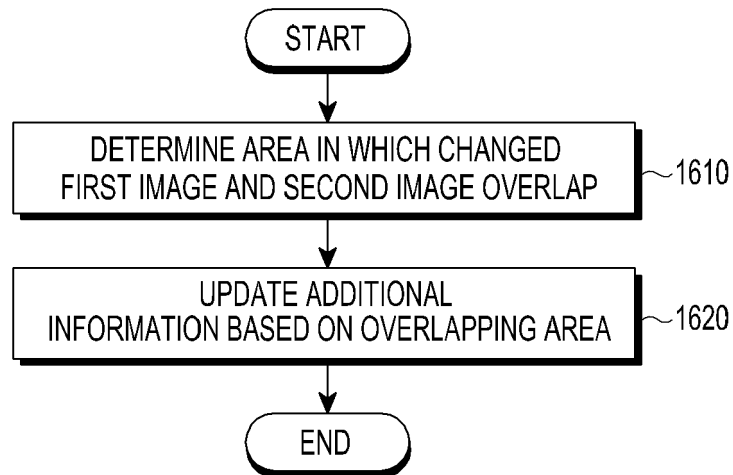 START
DETERMINE AREA IN WHICH CHANGED
FIRST IMAGE AND SECOND IMAGE OVERLAP
1610
UPDATE ADDITIONAL
INFORMATION BASED ON OVERLAPPING AREA
1620
END